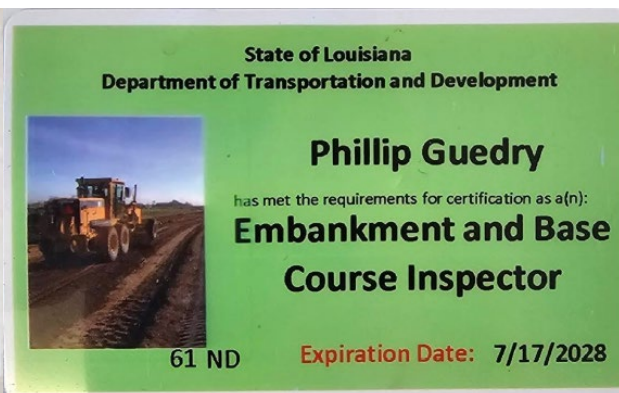 State of Louisiana
Department of Transportation and Development
Phillip Guedry
has met the requirements for certification as a(n):
Embankment and Base
Course Inspector
61 ND
Expiration Date: 7/17/2028